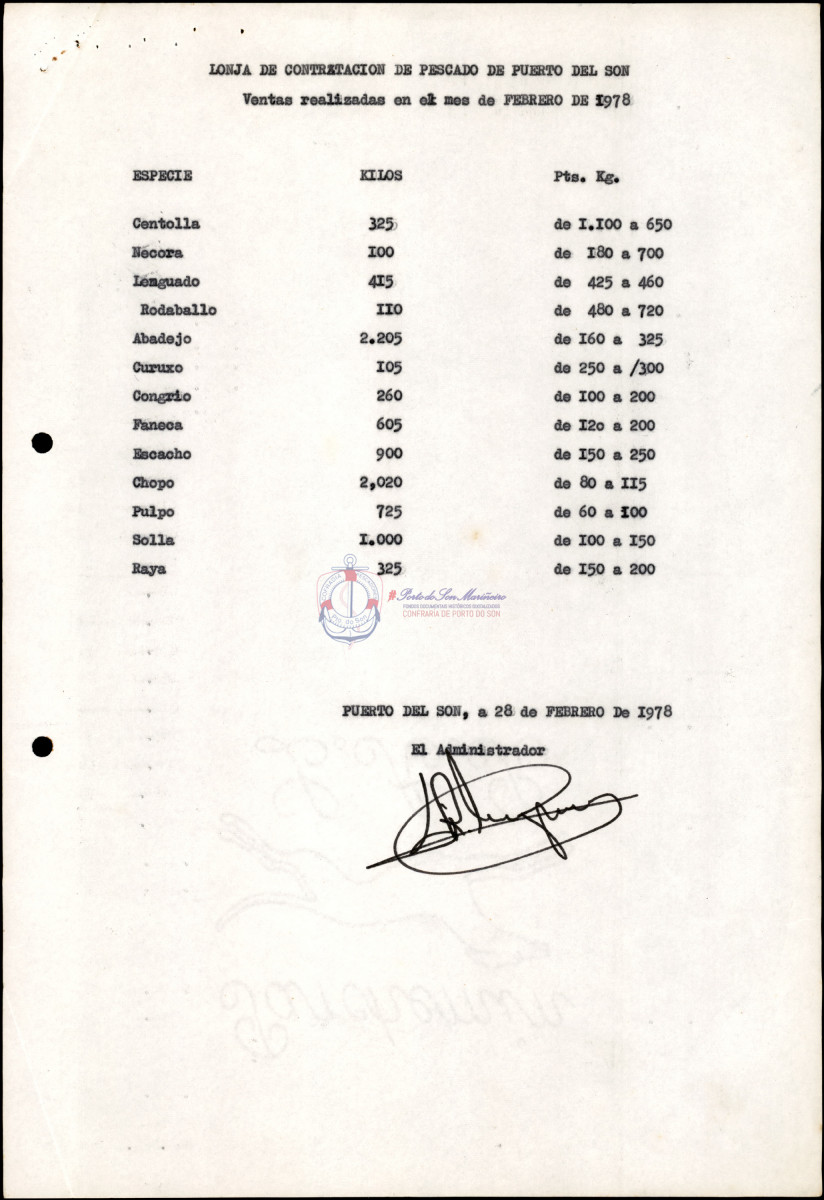 LONJA DE CONTRATACION DE PESCADO DE PUERTO DEL SON
Ventas realizadas en el mes de FEBRERO DE 1978
ESPECIE KILOS Pts. Kg.
Centolla 325 de I.I00 a 650
Necora I00 de I80 a 700
Lenguado 4I5 de 425 a 460
Rodaballo II0 de 480 a 720
Abadejo 2.205 de I60 a 325
Curuxo I05 de 250 a /300
Congrio 260 de I00 a 200
Faneca 605 de I2o a 200
Escacho 900 de I50 a 250
Chopo 2,020 de 80 a II5
Pulpo 725 de 60 a I00
Solla I.000 de I00 a I50
Raya 325 de I50 a 200
Porto do Son Mariñeiro
FONDOS DOCUMENTAIS HISTÓRICOS DIXITALIZADOS
CONFRARIA DE PORTO DO SON
PUERTO DEL SON, a 28 de FEBRERO De I978
El Administrador